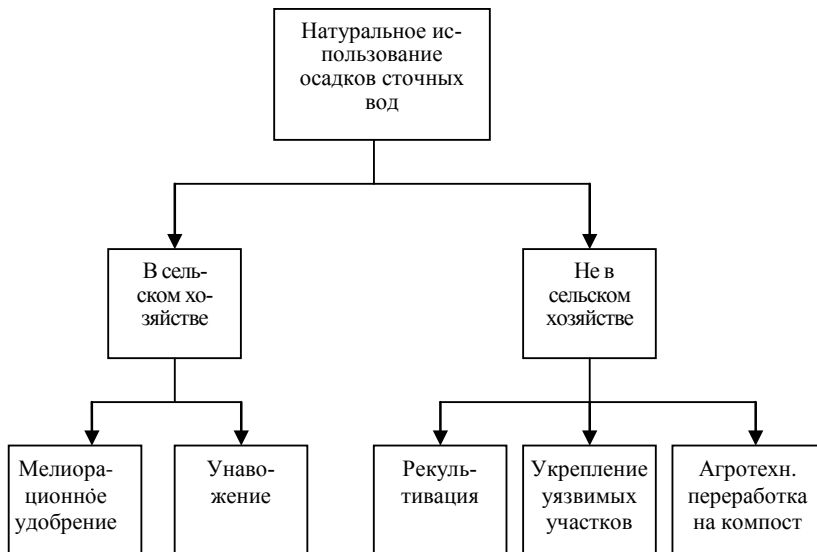 Натуральное ис-
пользование
осадков сточных
вод
В сель-
ском хо-
зяйстве
Не в
сельском
хозяйстве
Мелиора-
ционное
удобрение
Унаво-
жение
Рекуль-
тивация
Укрепление
уязвимых
участков
Агротехн.
переработка
на компост